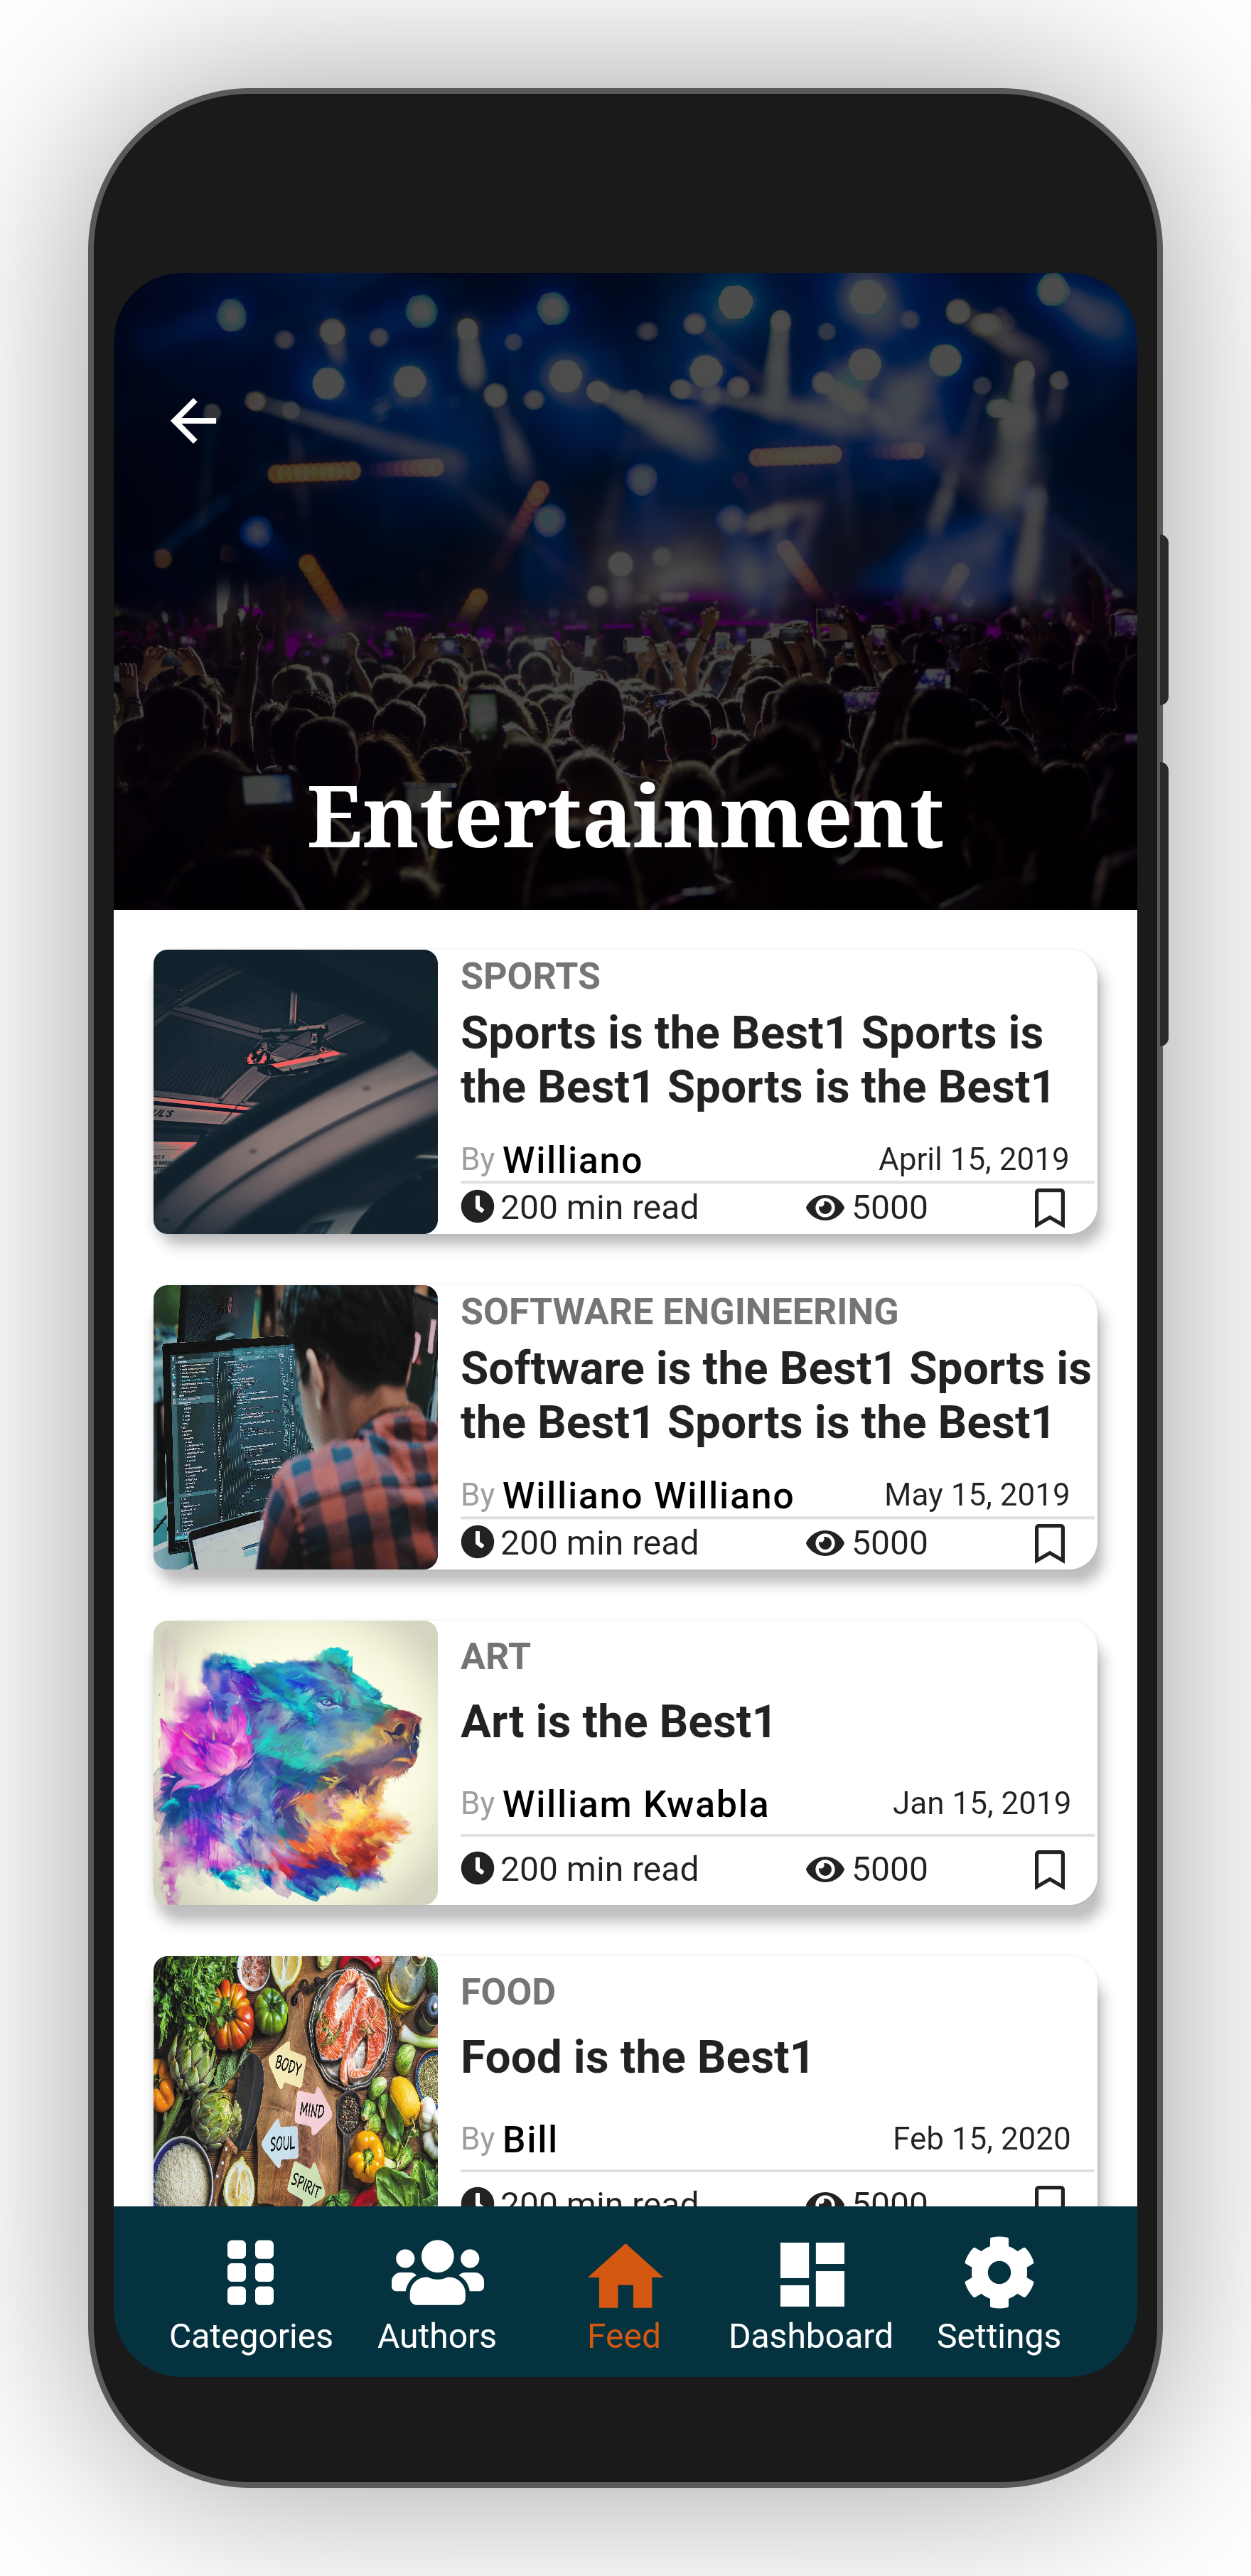 Entertainment
SPORTS
Sports is the Best1 Sports is
the Best1 Sports is the Best1
By Williano April 15, 2019
200 min read 5000
SOFTWARE ENGINEERING
Software is the Best1 Sports is
the Best1 Sports is the Best1
By Williano Williano May 15, 2019
200 min read 5000
ART
Art is the Best1
By William Kwabla Jan 15, 2019
200 min read 5000
FOOD
Food is the Best1
BODY
MIND
SOUL
SPIRIT
By Bill Feb 15, 2020
200 min read 5000
Categories Authors Feed Dashboard Settings